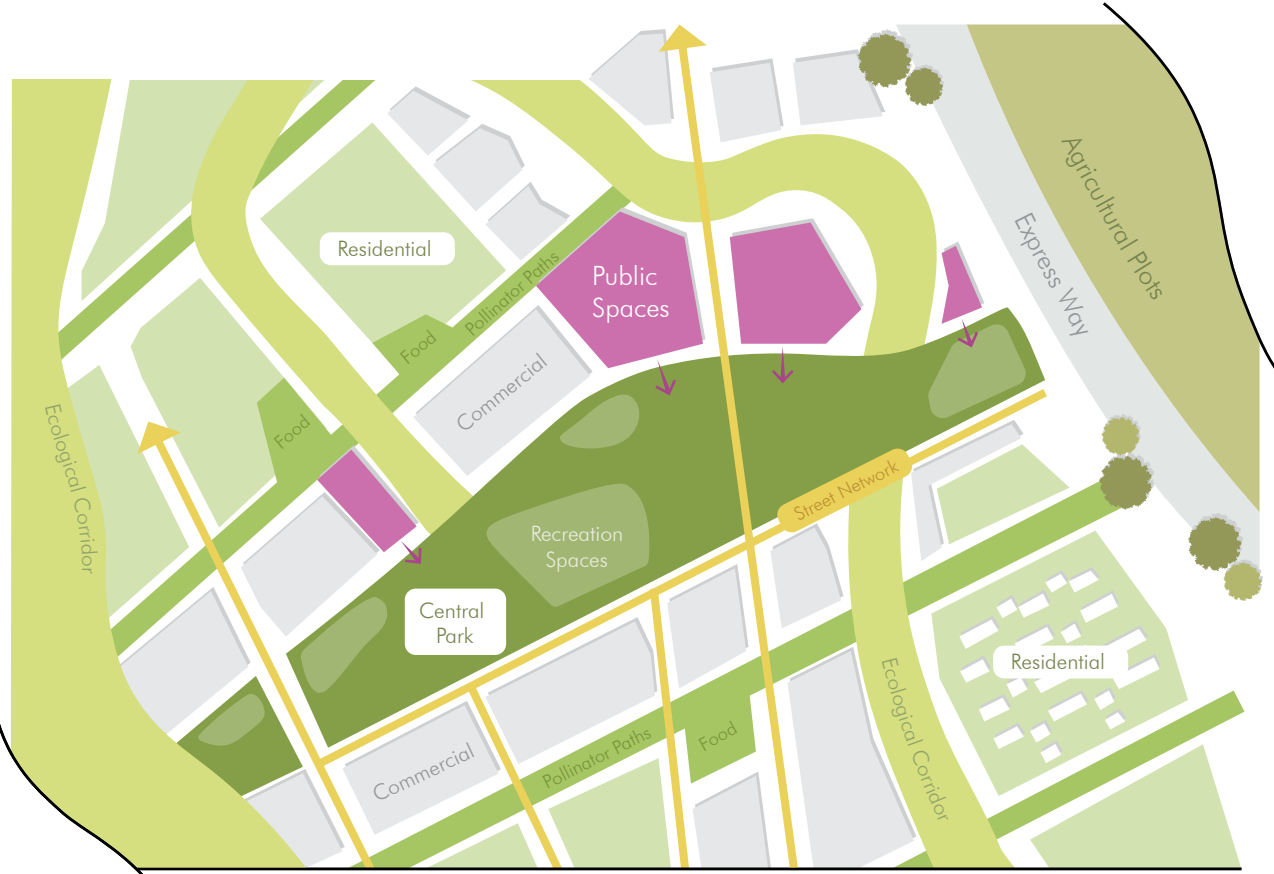 Agricultural Plots
Express Way
Residential
Pollinator Paths
Public
Spaces
Food
Commercial
Food
Ecological Corridor
Street Network
Recreation
Spaces
Central
Park
Residential
Ecological Corridor
Food
Pollinator Paths
Commercial